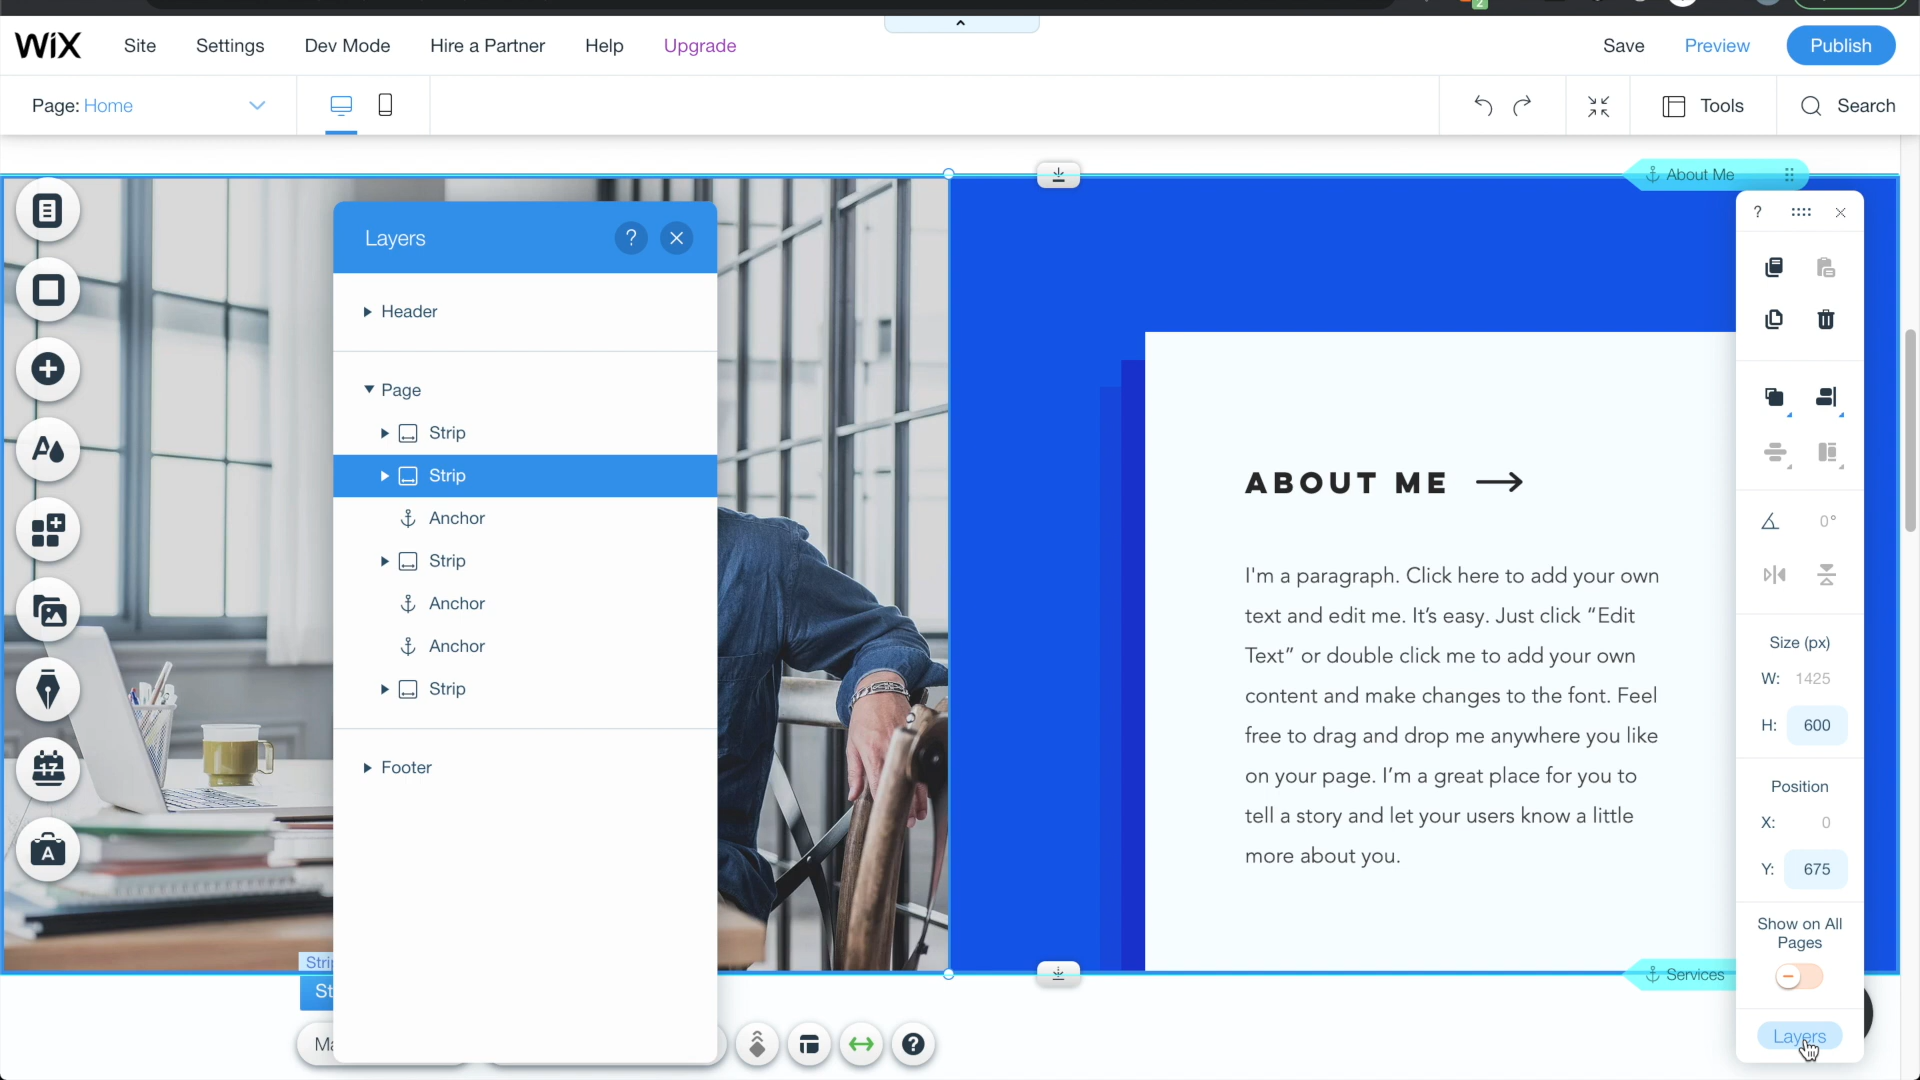 2
WiX
Site
Settings
Dev Mode
Hire a Partner
Help
Upgrade
Save
Preview
Publish
Page: Home
Tools
Search
About Me
Layers
?
Header
Page
Strip
Strip
Anchor
Strip
Anchor
Anchor
Strip
Footer
ABOUT ME
I'm a paragraph. Click here to add your own
text and edit me. It’s easy. Just click “Edit
Text” or double click me to add your own
content and make changes to the font. Feel
free to drag and drop me anywhere you like
on your page. I’m a great place for you to
tell a story and let your users know a little
more about you.
?
0°
Size (px)
W: 1425
H: 600
Position
X: 0
Y: 675
Show on All
Pages
Layers
Services
17
A
A
?